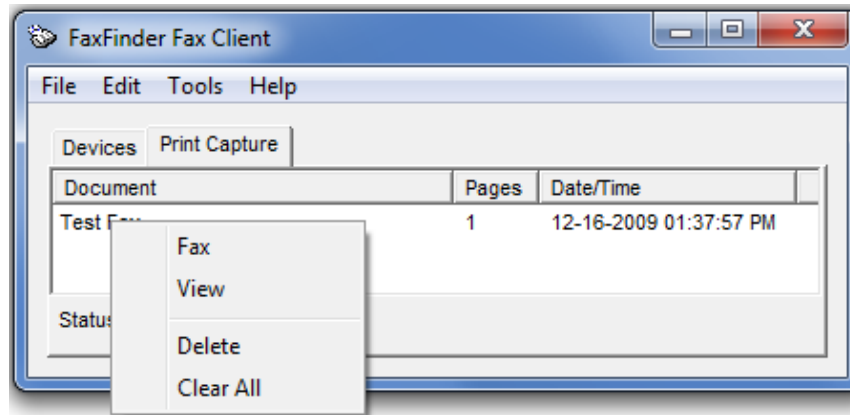 FaxFinder Fax Client
File Edit Tools Help
Devices Print Capture
Document Pages Date/Time
Test 1 12-16-2009 01:37:57 PM
Fax
View
Status
Delete
Clear All